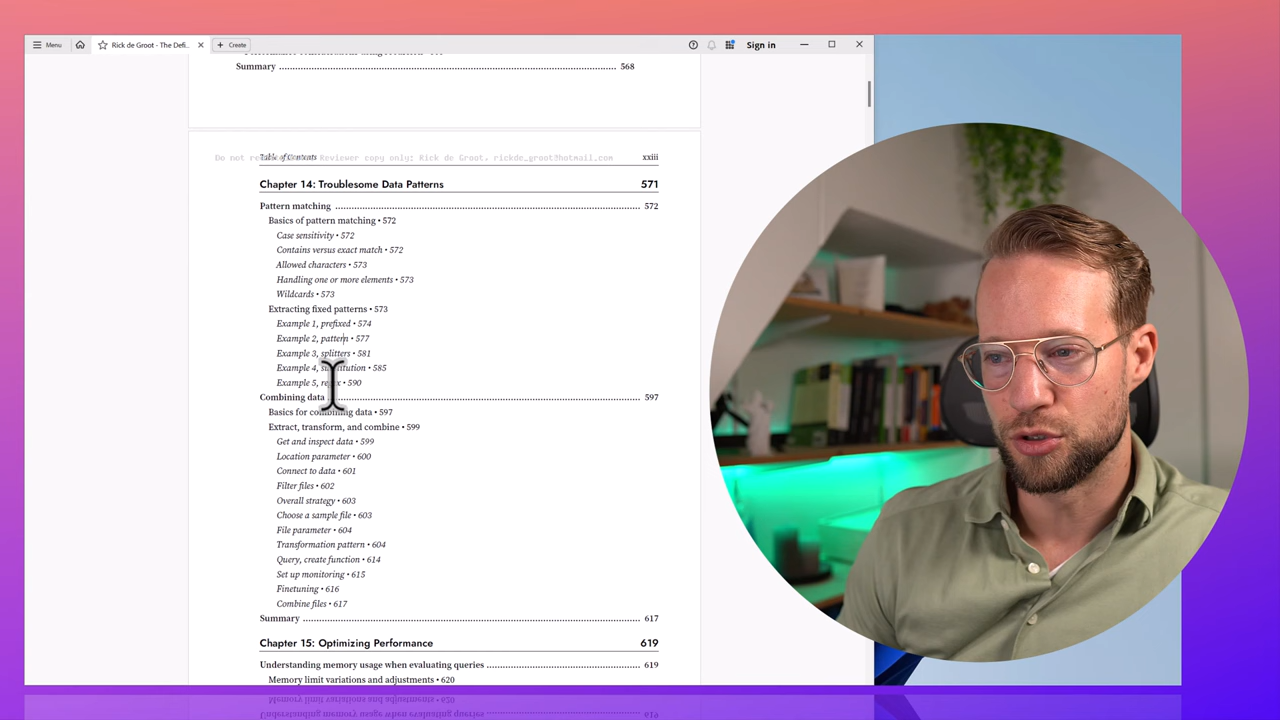 Menu
Rick de Groot - The Defi...
Create
Sign in
Summary 568
Do not r Reviewer copy only: Rick de Groot. rickde_groot@hotmail.com
Table of Contents xxiii
Chapter 14: Troublesome Data Patterns 571
Pattern matching 572
Basics of pattern matching • 572
Case sensitivity • 572
Contains versus exact match • 572
Allowed characters • 573
Handling one or more elements • 573
Wildcards • 573
Extracting fixed patterns • 573
Example 1, prefixed • 574
Example 2, pattern • 577
Example 3, splitters • 581
Example 4, • 585
Example 5, • 590
Combining data 597
Basics for combining data • 597
Extract, transform, and combine • 599
Get and inspect data • 599
Location parameter • 600
Connect to data • 601
Filter files • 602
Overall strategy • 603
Choose a sample file • 603
File parameter • 604
Transformation pattern • 604
Query, create function • 614
Set up monitoring • 615
Finetuning • 616
Combine files • 617
Summary 617
Chapter 15: Optimizing Performance 619
Understanding memory usage when evaluating queries 619
Memory limit variations and adjustments • 620